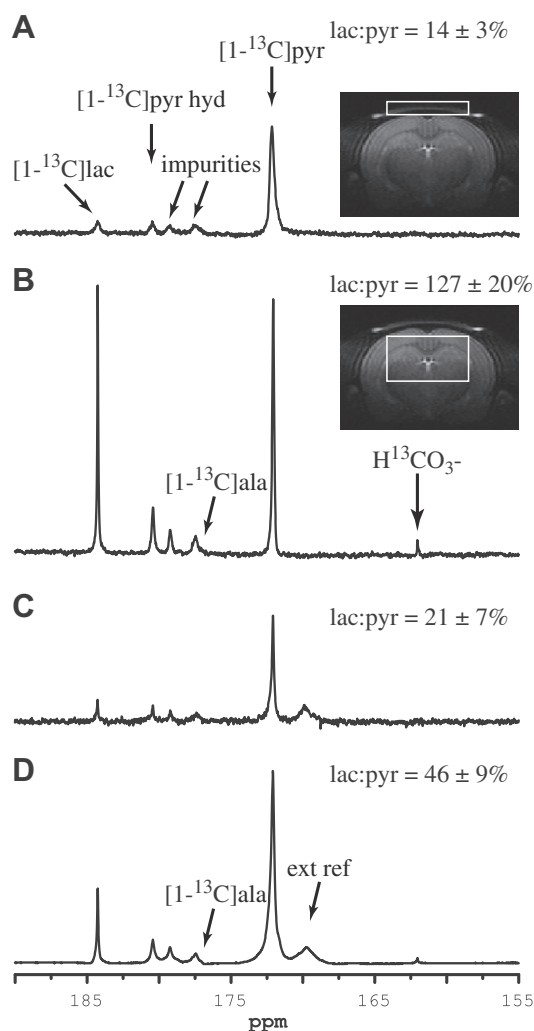 A
lac:pyr = 14 ± 3%
[1-¹³C]pyr
[1-¹³C]pyr hyd
[1-¹³C]lac
impurities
B
lac:pyr = 127 ± 20%
H¹³CO₃-
[1-¹³C]ala
C
lac:pyr = 21 ± 7%
D
lac:pyr = 46 ± 9%
ext ref
[1-¹³C]ala
185 175 165 155
ppm